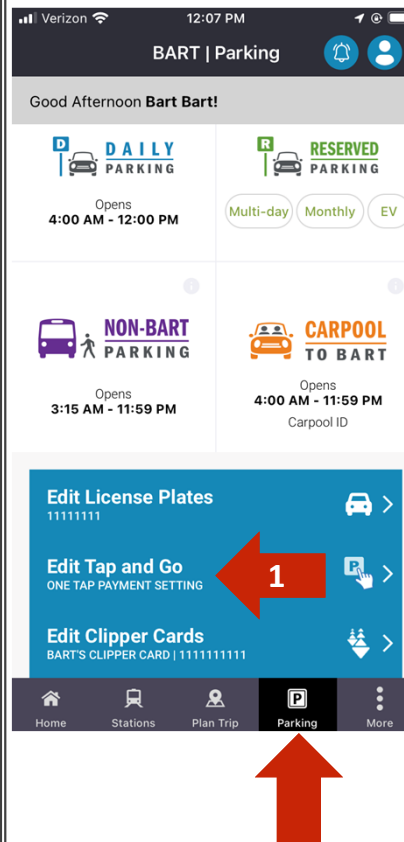 Verizon 12:07 PM
BART | Parking
Good Afternoon Bart Bart!
D DAILY PARKING
Opens
4:00 AM - 12:00 PM
R RESERVED PARKING
Multi-day Monthly EV
NON-BART PARKING
Opens
3:15 AM - 11:59 PM
CARPOOL TO BART
Opens
4:00 AM - 11:59 PM
Carpool ID
Edit License Plates
11111111
Edit Tap and Go
ONE TAP PAYMENT SETTING
1
P
Edit Clipper Cards
BART'S CLIPPER CARD | 1111111111
P
Home Stations Plan Trip Parking More